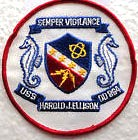 SEMPER VIGILANCE
USS
DD 864
HAROLD J. ELLISON